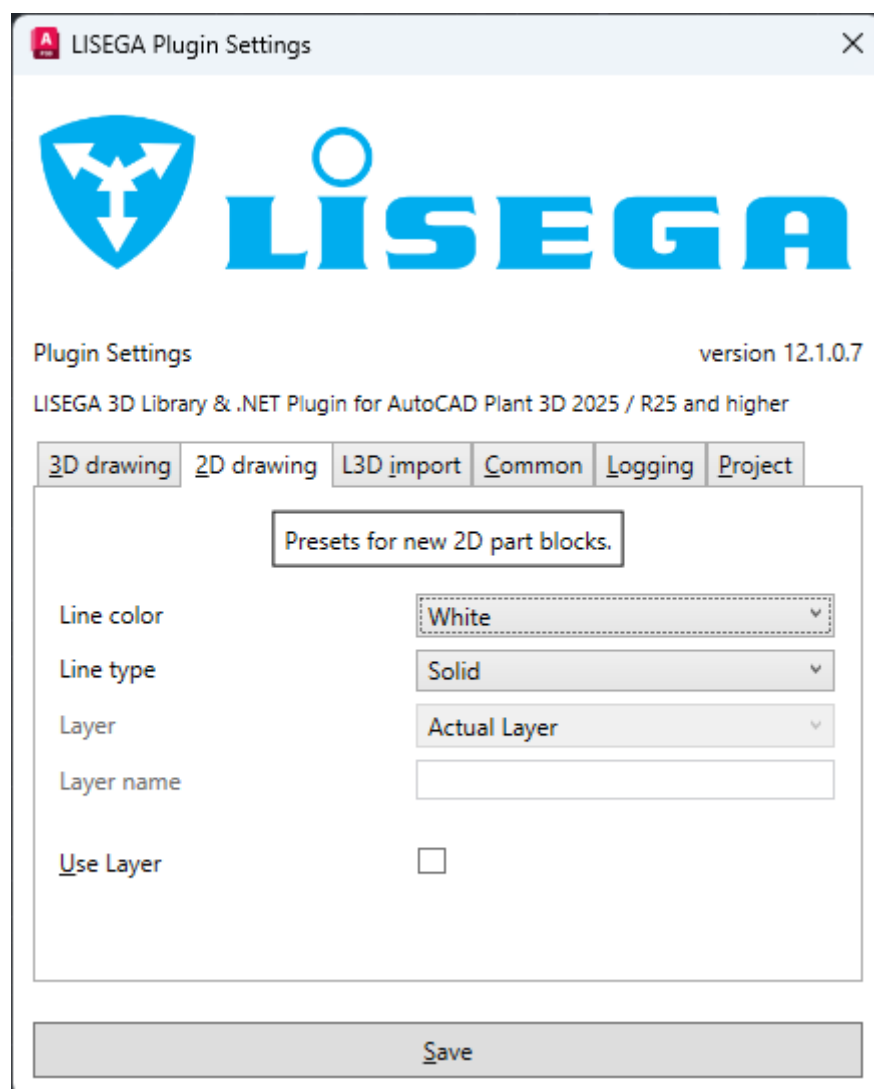 LISEGA Plugin Settings
LISEGA
Plugin Settings version 12.1.0.7
LISEGA 3D Library & .NET Plugin for AutoCAD Plant 3D 2025 / R25 and higher
3D drawing 2D drawing L3D import Common Logging Project
Presets for new 2D part blocks.
Line color White
Line type Solid
Layer Actual Layer
Layer name
Use Layer
Save